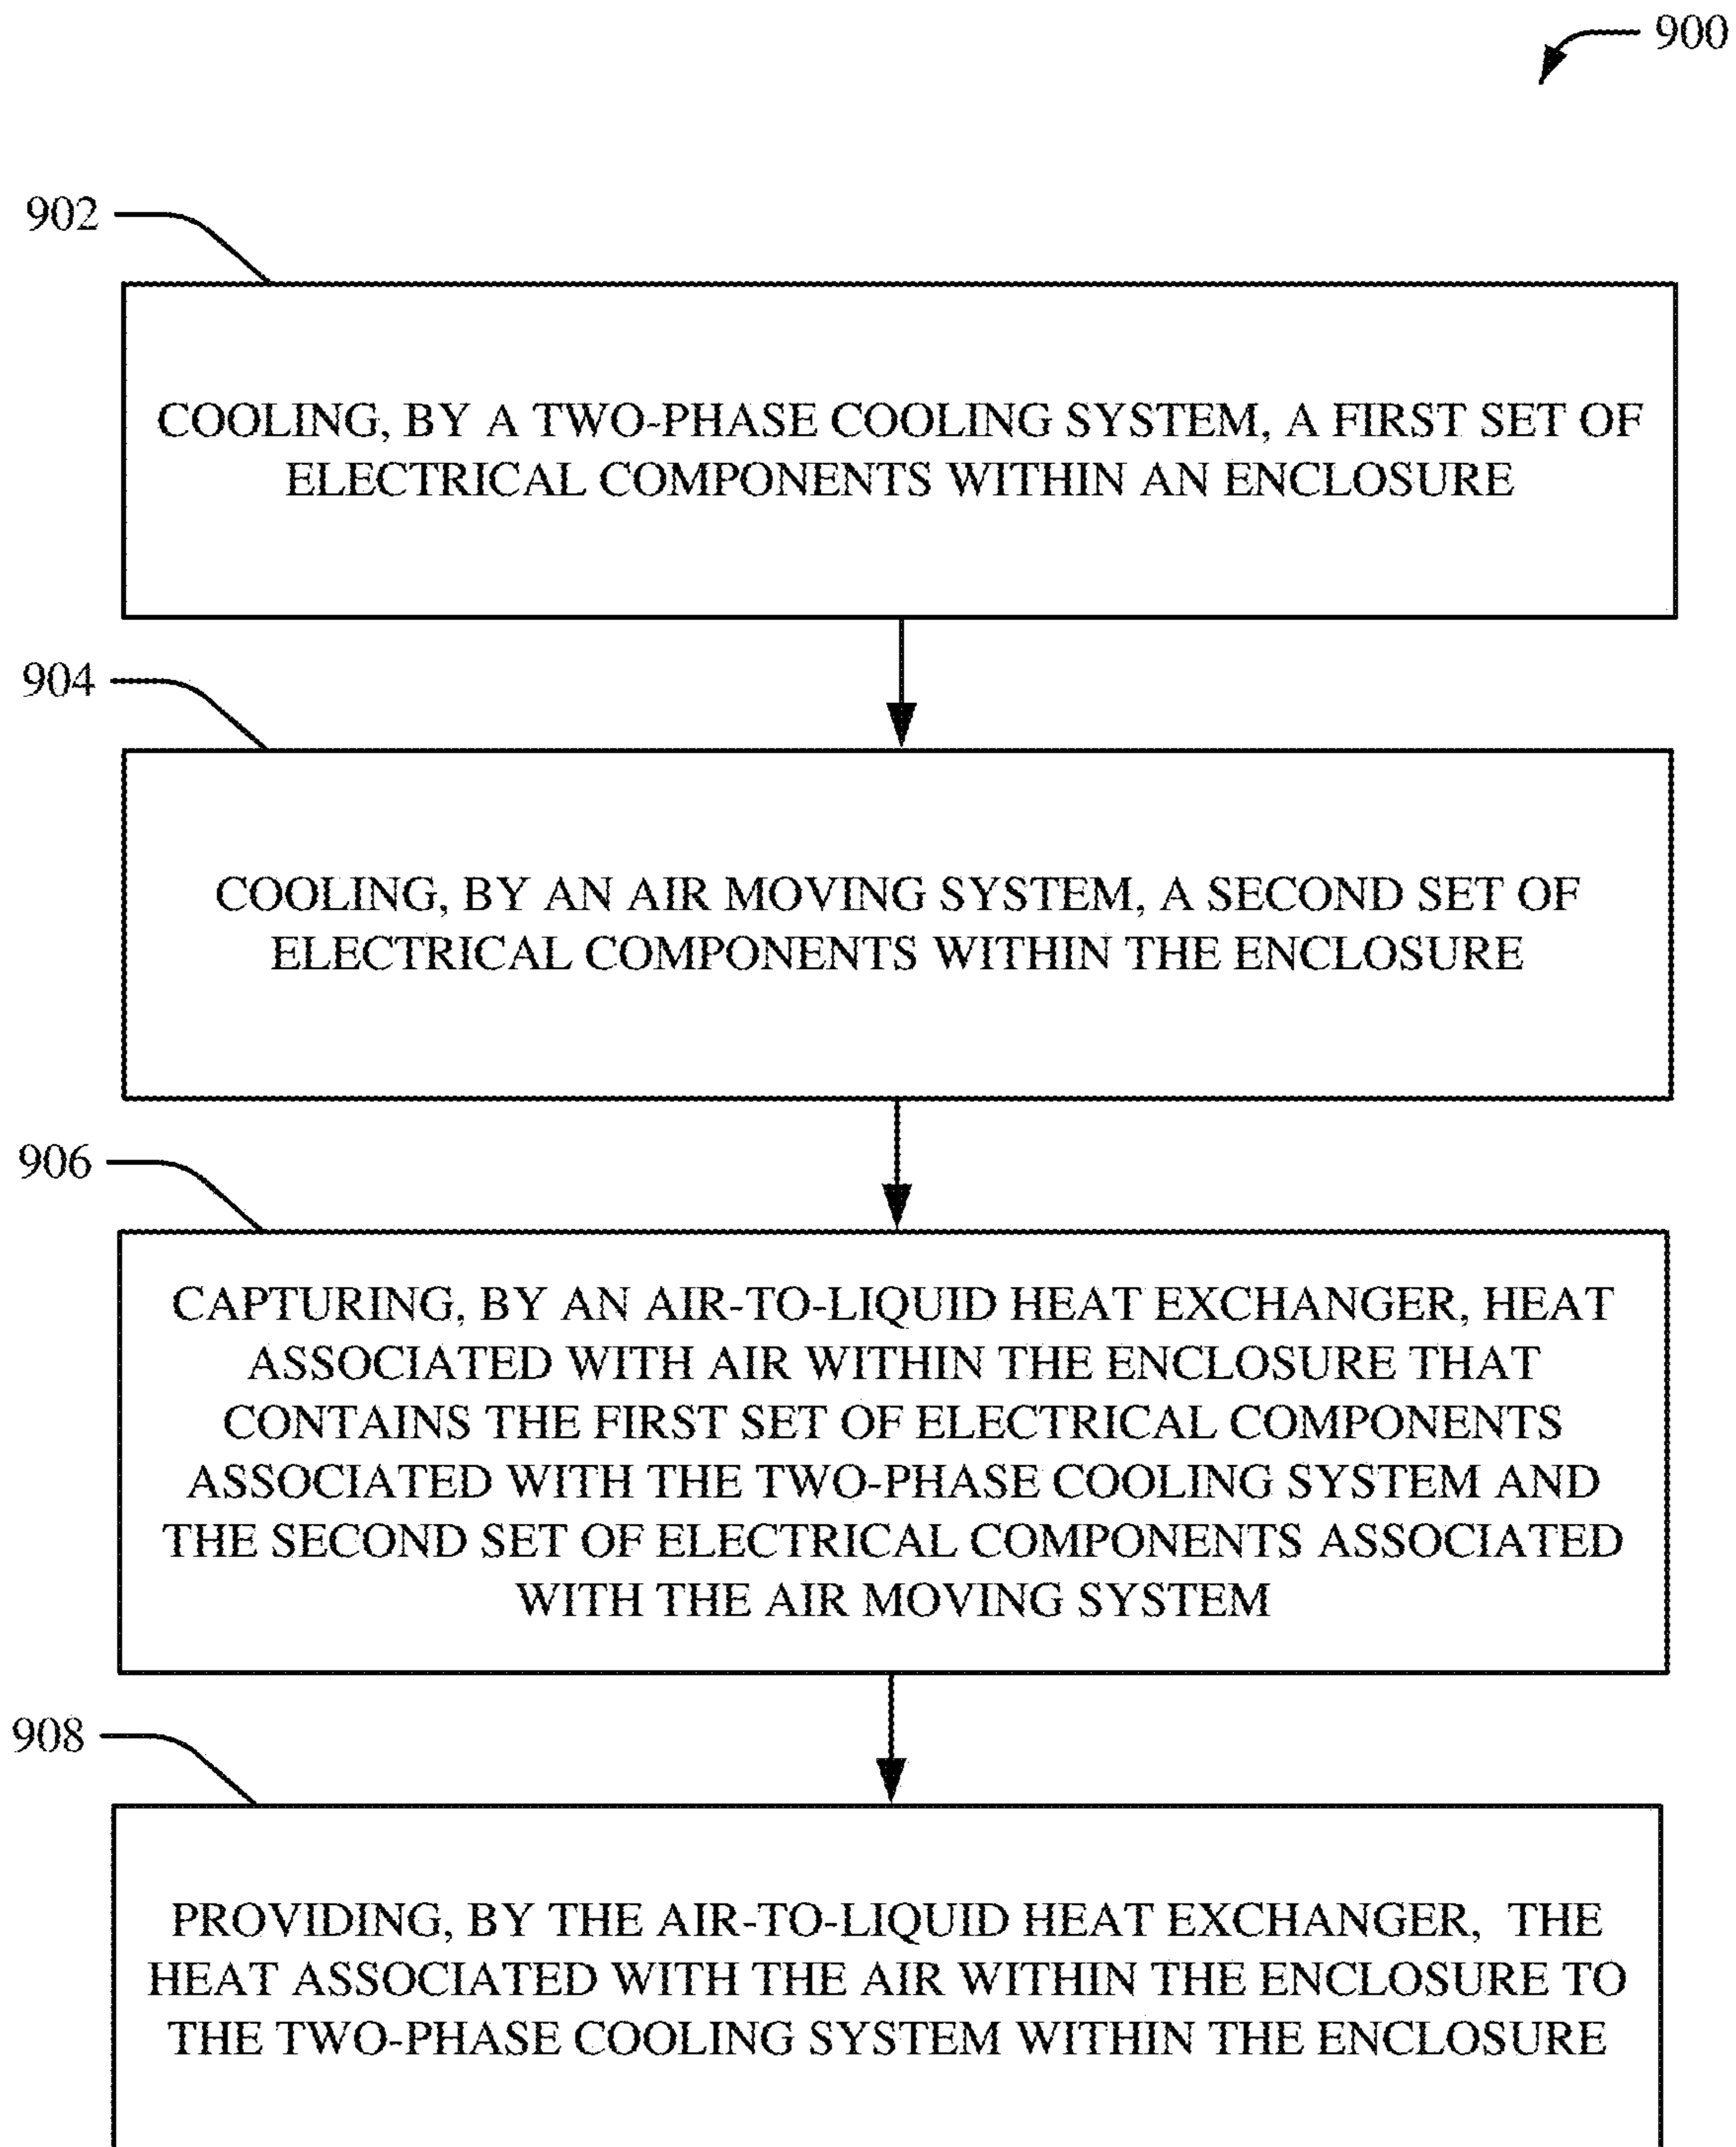 900
902
COOLING, BY A TWO-PHASE COOLING SYSTEM, A FIRST SET OF
ELECTRICAL COMPONENTS WITHIN AN ENCLOSURE
904
COOLING, BY AN AIR MOVING SYSTEM, A SECOND SET OF
ELECTRICAL COMPONENTS WITHIN THE ENCLOSURE
906
CAPTURING, BY AN AIR-TO-LIQUID HEAT EXCHANGER, HEAT
ASSOCIATED WITH AIR WITHIN THE ENCLOSURE THAT
CONTAINS THE FIRST SET OF ELECTRICAL COMPONENTS
ASSOCIATED WITH THE TWO-PHASE COOLING SYSTEM AND
THE SECOND SET OF ELECTRICAL COMPONENTS ASSOCIATED
WITH THE AIR MOVING SYSTEM
908
PROVIDING, BY THE AIR-TO-LIQUID HEAT EXCHANGER, THE
HEAT ASSOCIATED WITH THE AIR WITHIN THE ENCLOSURE TO
THE TWO-PHASE COOLING SYSTEM WITHIN THE ENCLOSURE